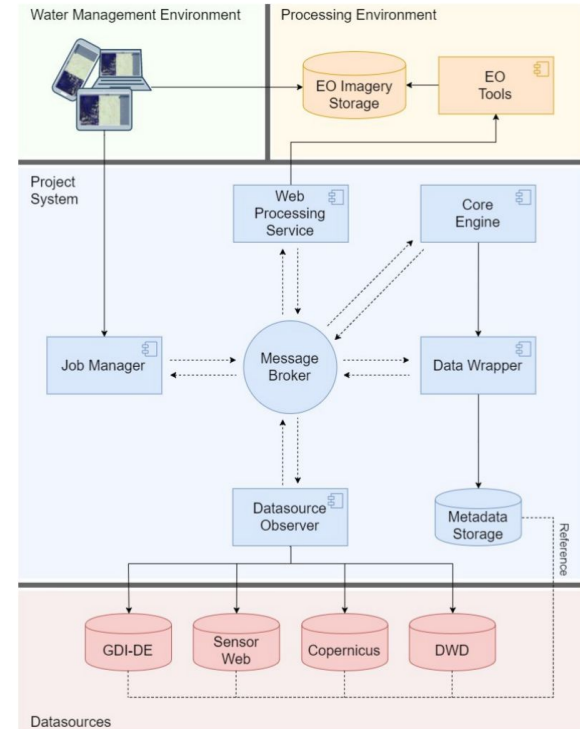 Water Management Environment
Processing Environment
EO Imagery
Storage
EO
Tools
Project
System
Web
Processing
Service
Core
Engine
Job Manager
Message
Broker
Data Wrapper
Datasource
Observer
Metadata
Storage
Reference
GDI-DE
Sensor
Web
Copernicus
DWD
Datasources